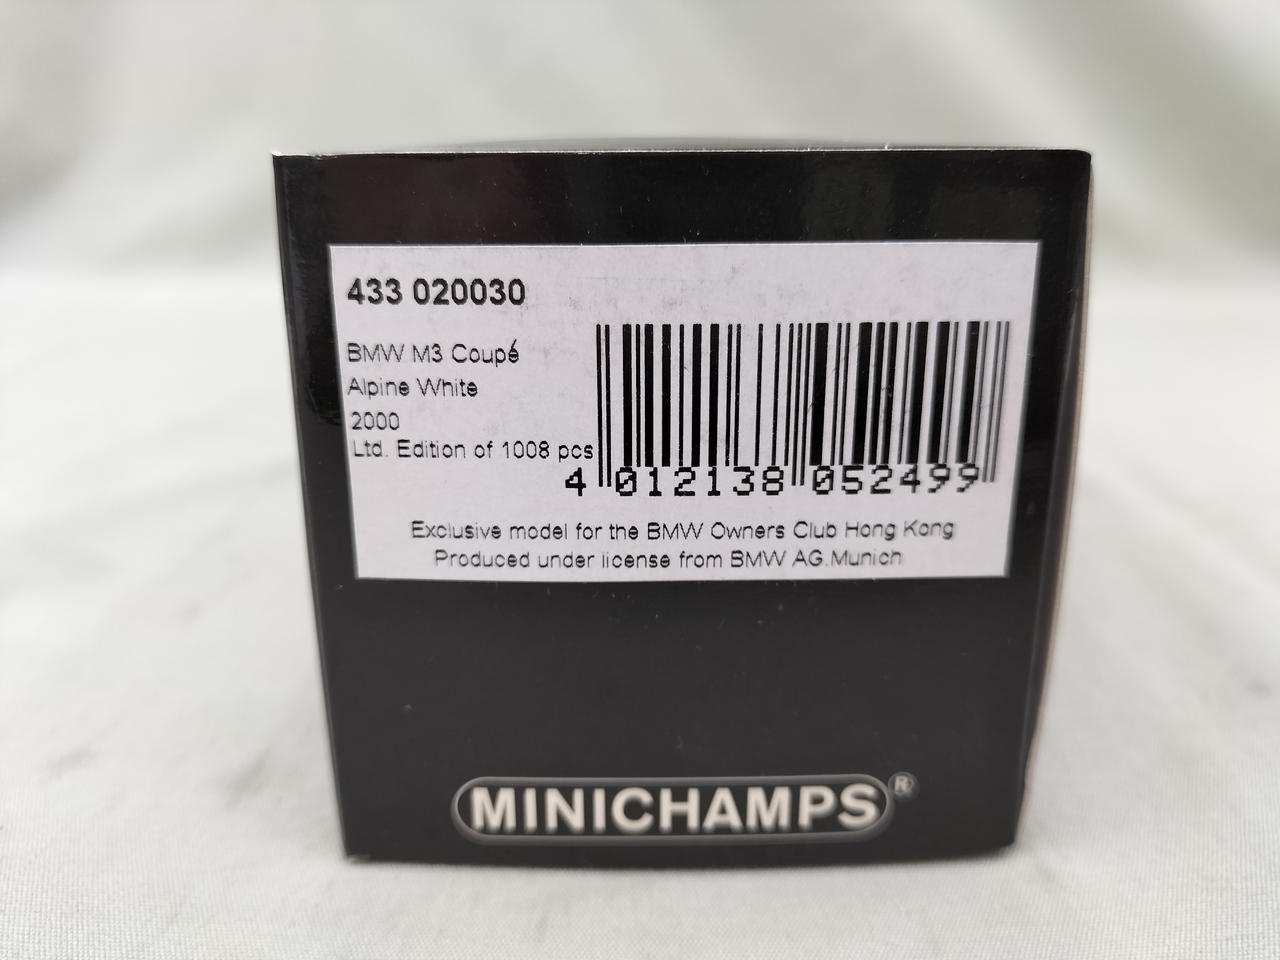 433 020030
BMW M3 Coupé
Alpine White
2000
Ltd. Edition of 1008 pcs
4 012138 052499
Exclusive model for the BMW Owners Club Hong Kong
Produced under license from BMW AG.Munich
MINICHAMPS®